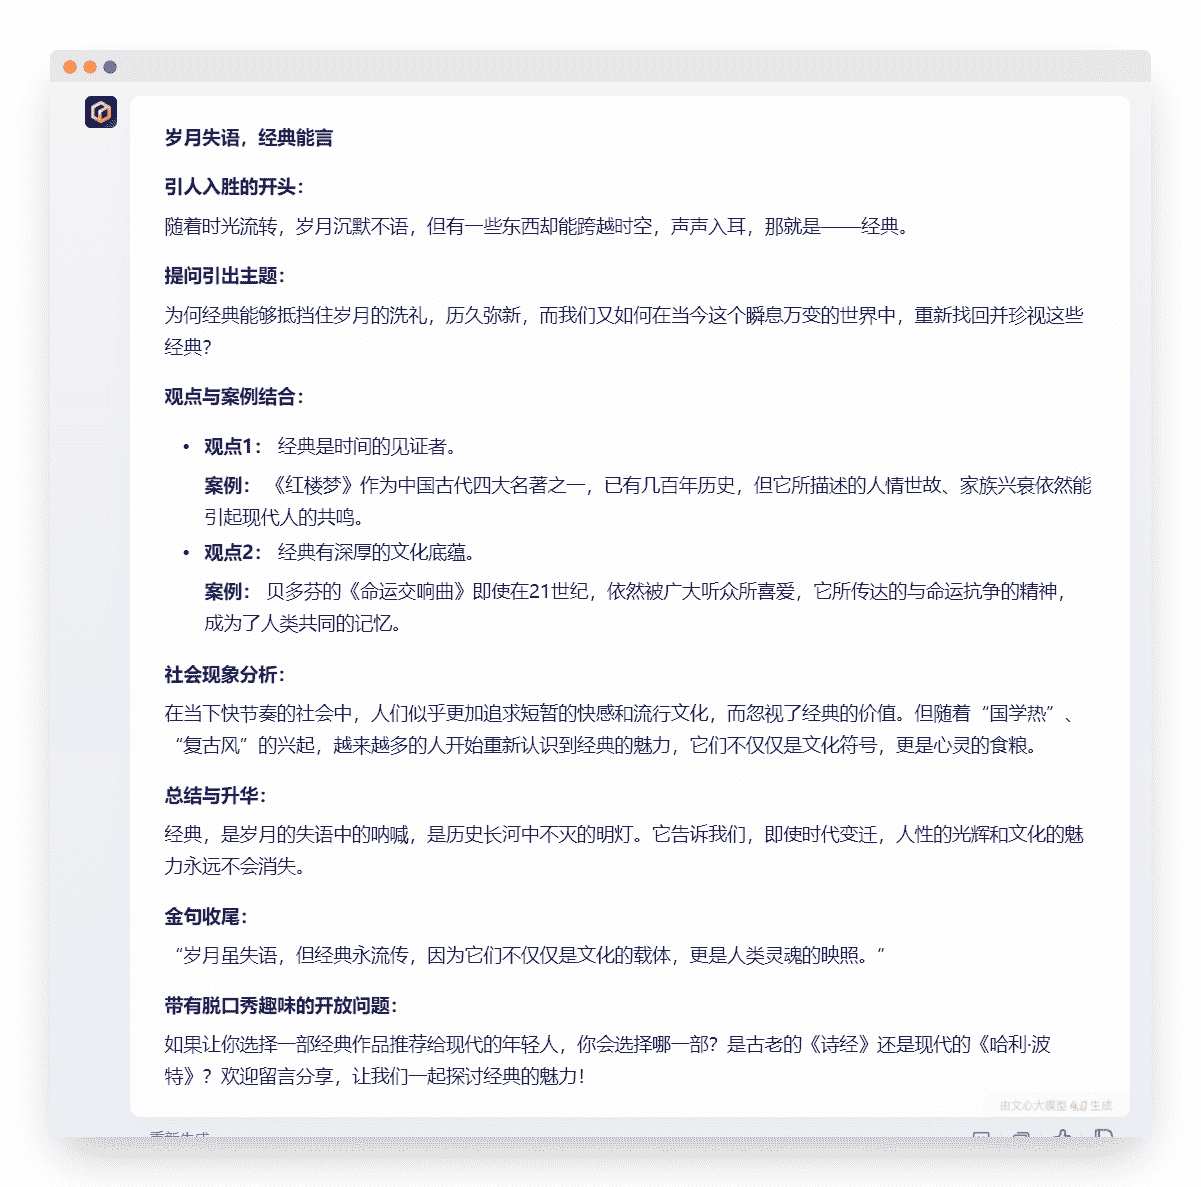 岁月失语，经典能言
引人入胜的开头：
随着时光流转，岁月沉默不语，但有一些东西却能跨越时空，声声入耳，那就是——经典。
提问引出主题：
为何经典能够抵挡住岁月的洗礼，历久弥新，而我们又如何在当今这个瞬息万变的世界中，重新找回并珍视这些
经典？
观点与案例结合：
• 观点1： 经典是时间的见证者。
案例： 《红楼梦》作为中国古代四大名著之一，已有几百年历史，但它所描述的人情世故、家族兴衰依然能
引起现代人的共鸣。
• 观点2： 经典有深厚的文化底蕴。
案例： 贝多芬的《命运交响曲》即使在21世纪，依然被广大听众所喜爱，它所传达的与命运抗争的精神，
成为了人类共同的记忆。
社会现象分析：
在当下快节奏的社会中，人们似乎更加追求短暂的快感和流行文化，而忽视了经典的价值。但随着“国学热”、
“复古风”的兴起，越来越多的人开始重新认识到经典的魅力，它们不仅仅是文化符号，更是心灵的食粮。
总结与升华：
经典，是岁月的失语中的呐喊，是历史长河中不灭的明灯。它告诉我们，即使时代变迁，人性的光辉和文化的魅
力永远不会消失。
金句收尾：
“岁月虽失语，但经典永流传，因为它们不仅仅是文化的载体，更是人类灵魂的映照。”
带有脱口秀趣味的开放问题：
如果让你选择一部经典作品推荐给现代的年轻人，你会选择哪一部？是古老的《诗经》还是现代的《哈利·波
特》？欢迎留言分享，让我们一起探讨经典的魅力！
由文心大模型 4.0 生成
重新生成